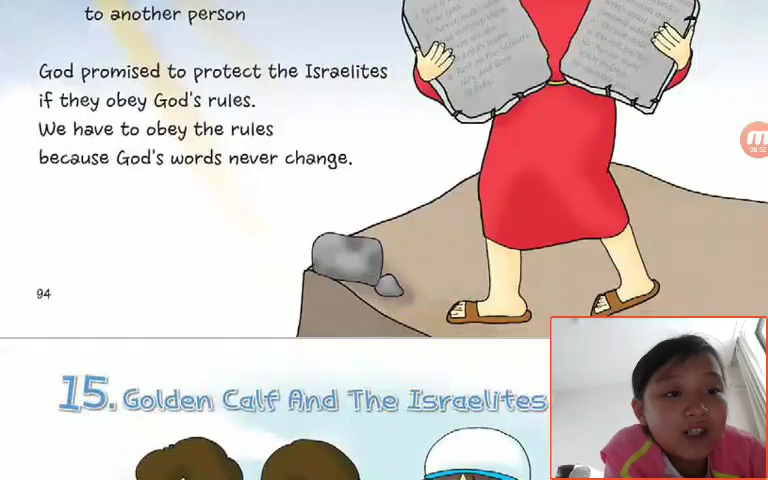 to another person
God promised to protect the Israelites
if they obey God's rules.
We have to obey the rules
because God's words never change.
94
15. Golden Calf And The Israelites